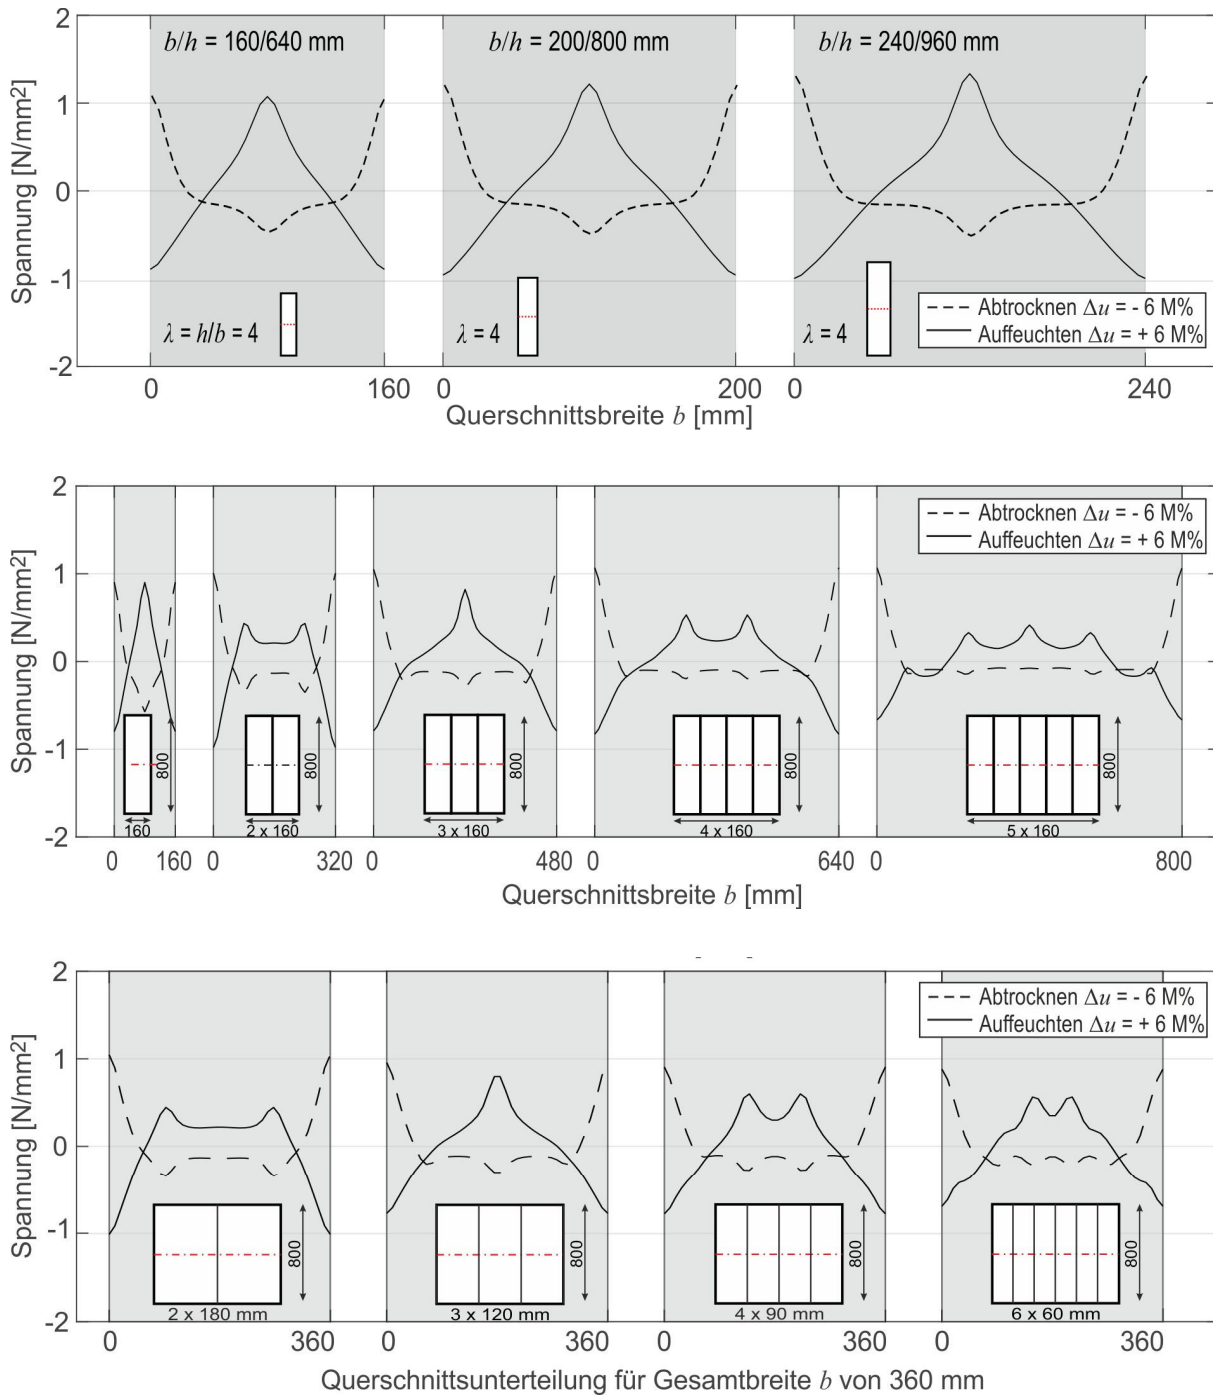 2
b/h = 160/640 mm
b/h = 200/800 mm
b/h = 240/960 mm
1
0
-1
-2
Spannung [N/mm²]
λ = h/b = 4
λ = 4
λ = 4
Abtrocknen Δu = - 6 M%
Auffeuchten Δu = + 6 M%
0 160 0 200 0 240
Querschnittsbreite b [mm]
2
1
0
-1
-2
Spannung [N/mm²]
Abtrocknen Δu = - 6 M%
Auffeuchten Δu = + 6 M%
800
800
800
800
800
160
2 x 160
3 x 160
4 x 160
5 x 160
0 160 0 320 0 480 0 640 0 800
Querschnittsbreite b [mm]
2
1
0
-1
-2
Spannung [N/mm²]
Abtrocknen Δu = - 6 M%
Auffeuchten Δu = + 6 M%
800
800
800
800
2 x 180 mm
3 x 120 mm
4 x 90 mm
6 x 60 mm
0 360 0 360 0 360 0 360
Querschnittsunterteilung für Gesamtbreite b von 360 mm